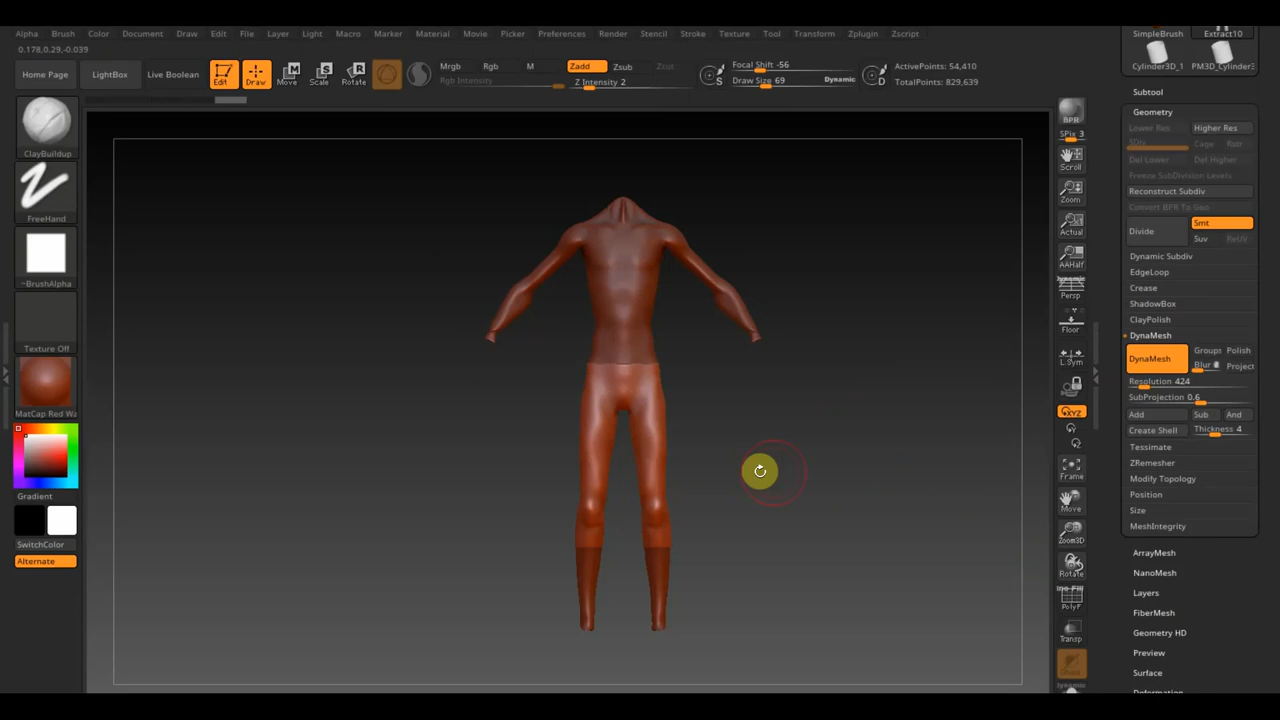 Alpha Brush Color Document Draw Edit File Layer Light Macro Marker Material Movie Picker Preferences Render Stencil Stroke Texture Tool Transform Zplugin Zscript
0.178,0.29,-0.039
Home Page
LightBox
Live Boolean
Edit
Draw
Move
Scale
Rotate
Mrgb
Rgb
M
Rgb Intensity
Zadd
Zsub
Zcut
Z Intensity 2
S
Focal Shift -56
Draw Size 69
Dynamic
D
ActivePoints: 54,410
TotalPoints: 829,639
ClayBuildup
FreeHand
~BrushAlpha
Texture Off
MatCap Red Wa
Gradient
SwitchColor
Alternate
BPR
SPix 3
Scroll
Zoom
Actual
AAHalf
Dynamic
Persp
Floor
L.Sym
XYZ
Frame
Move
Zoom3D
Rotate
PolyF
Transp
Dynamic
SimpleBrush
Extract10
Cylinder3D_1
PM3D_Cylinder3
Subtool
Geometry
Lower Res
Higher Res
SDiv
Cage
Rstr
Del Lower
Del Higher
Freeze SubDivision Levels
Reconstruct Subdiv
Convert BPR To Geo
Divide
Smt
Suv
ReUV
Dynamic Subdiv
EdgeLoop
Crease
ShadowBox
ClayPolish
DynaMesh
DynaMesh
Groups
Polish
Blur
Project
Resolution 424
SubProjection 0.6
Add
Sub
And
Create Shell
Thickness 4
Tessimate
ZRemesher
Modify Topology
Position
Size
MeshIntegrity
ArrayMesh
NanoMesh
Layers
FiberMesh
Geometry HD
Preview
Surface
Deformation